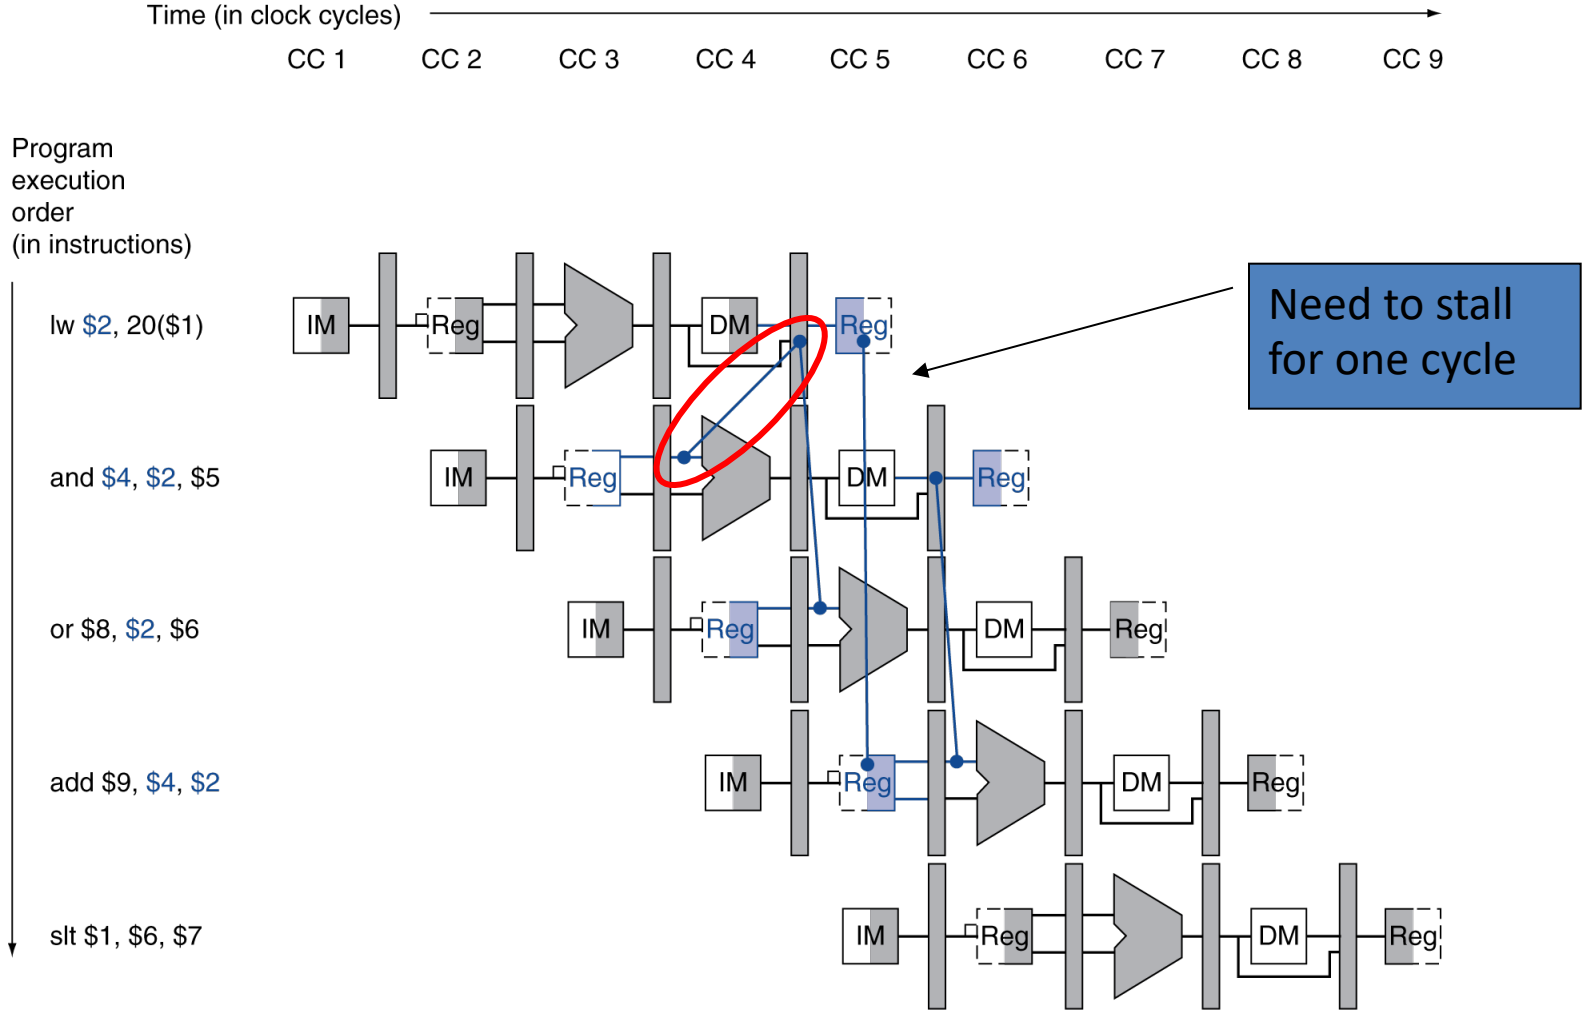 Time (in clock cycles)
CC 1 CC 2 CC 3 CC 4 CC 5 CC 6 CC 7 CC 8 CC 9
Program
execution
order
(in instructions)
Need to stall
for one cycle
lw $2, 20($1) IM Reg DM Reg
and $4, $2, $5 IM Reg DM Reg
or $8, $2, $6 IM Reg DM Reg
add $9, $4, $2 IM Reg DM Reg
slt $1, $6, $7 IM Reg DM Reg